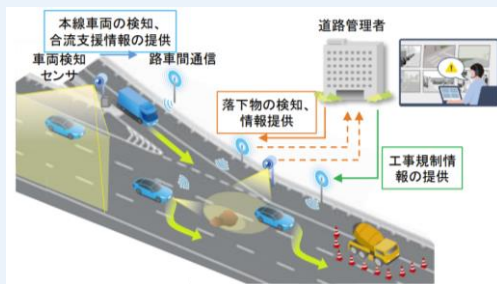 本線車両の検知、
合流支援情報の提供
車両検知
センサ
路車間通信
道路管理者
落下物の検知、
情報提供
工事規制情
報の提供